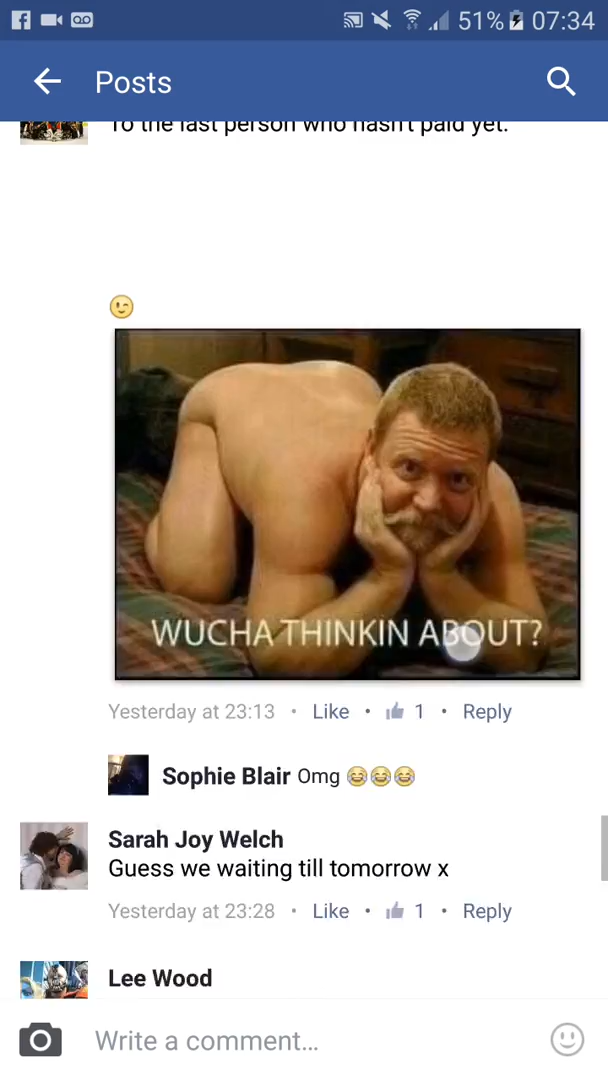 51% 07:34
Posts
To the last person who hasn't paid yet.
WUCHA THINKIN ABOUT?
Yesterday at 23:13 • Like • 1 • Reply
Sophie Blair Omg
Sarah Joy Welch
Guess we waiting till tomorrow x
Yesterday at 23:28 • Like • 1 • Reply
Lee Wood
Write a comment...